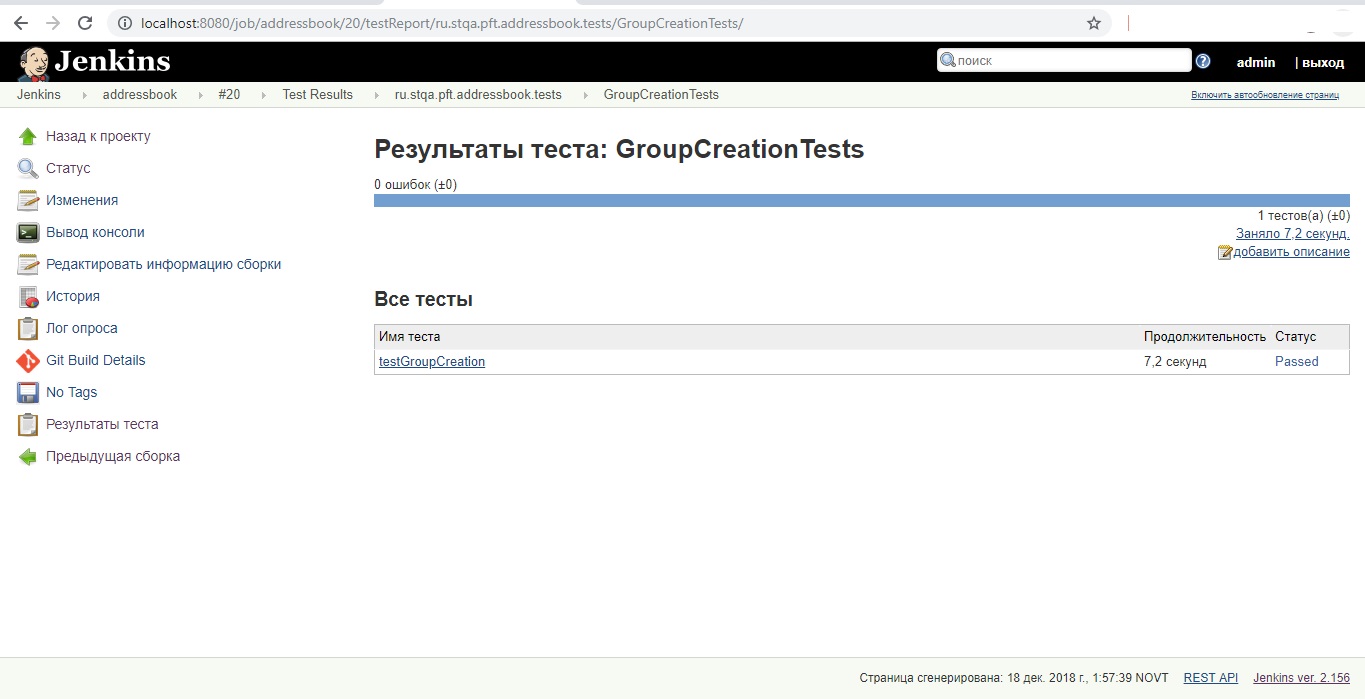 localhost:8080/job/addressbook/20/testReport/ru.stqa.pft.addressbook.tests/GroupCreationTests/
Jenkins
поиск
admin | выход
Jenkins addressbook #20 Test Results ru.stqa.pft.addressbook.tests GroupCreationTests
Включить автообновление страниц
Назад к проекту
Статус
Изменения
Вывод консоли
Редактировать информацию сборки
История
Лог опроса
Git Build Details
No Tags
Результаты теста
Предыдущая сборка
Результаты теста: GroupCreationTests
0 ошибок (±0)
1 тестов(а) (±0)
Заняло 7,2 секунд.
добавить описание
Все тесты
Имя теста Продолжительность Статус
testGroupCreation 7,2 секунд Passed
Страница сгенерирована: 18 дек. 2018 г., 1:57:39 NOVT REST API Jenkins ver. 2.156